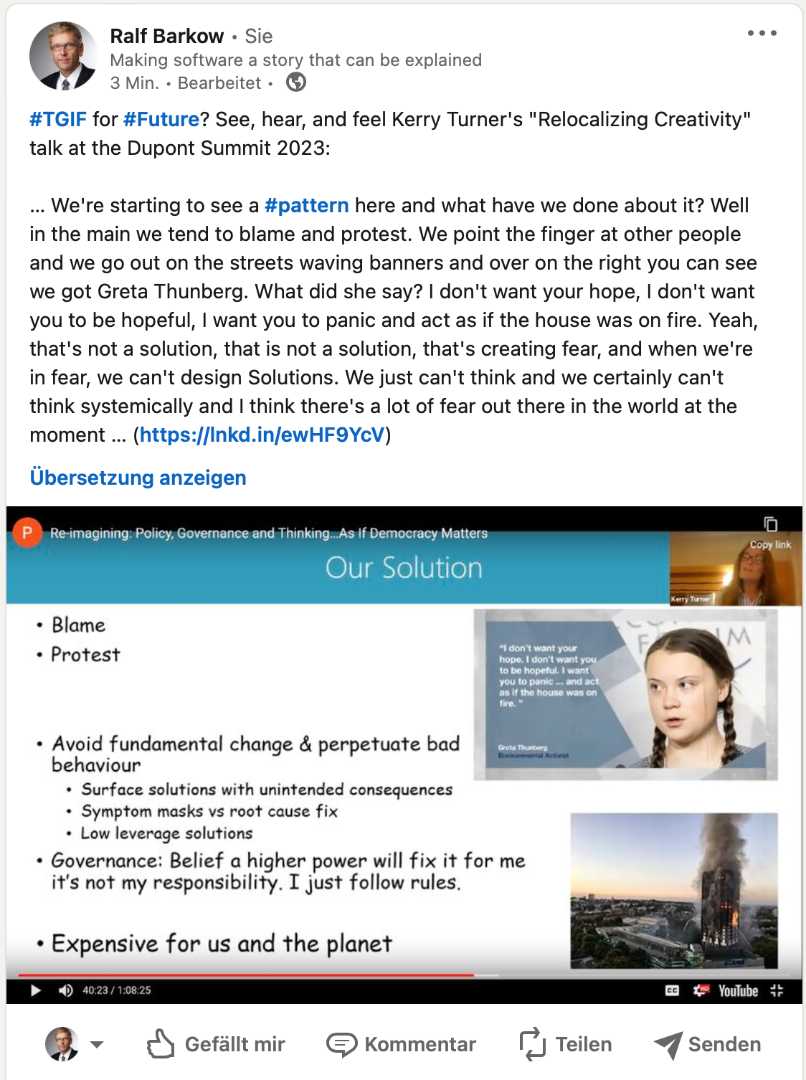 Ralf Barkow • Sie
Making software a story that can be explained
3 Min. • Bearbeitet •
#TGIF for #Future? See, hear, and feel Kerry Turner's "Relocalizing Creativity"
talk at the Dupont Summit 2023:
... We're starting to see a #pattern here and what have we done about it? Well
in the main we tend to blame and protest. We point the finger at other people
and we go out on the streets waving banners and over on the right you can see
we got Greta Thunberg. What did she say? I don't want your hope, I don't want
you to be hopeful, I want you to panic and act as if the house was on fire. Yeah,
that's not a solution, that is not a solution, that's creating fear, and when we're
in fear, we can't design Solutions. We just can't think and we certainly can't
think systemically and I think there's a lot of fear out there in the world at the
moment ... (https://lnkd.in/ewHF9YcV)
Übersetzung anzeigen
P
Re-imagining: Policy, Governance and Thinking...As If Democracy Matters
Copy link
Our Solution
Kerry Turner
• Blame
• Protest
"I don't want your
hope. I don't want you
to be hopeful. I want
you to panic ... and act
as if the house was on
fire. "
Greta Thunberg
Environmental Activist
• Avoid fundamental change & perpetuate bad
behaviour
• Surface solutions with unintended consequences
• Symptom masks vs root cause fix
• Low leverage solutions
• Governance: Belief a higher power will fix it for me
it's not my responsibility. I just follow rules.
• Expensive for us and the planet
40:23 / 1:08:25
CC
YouTube
Gefällt mir
Kommentar
Teilen
Senden